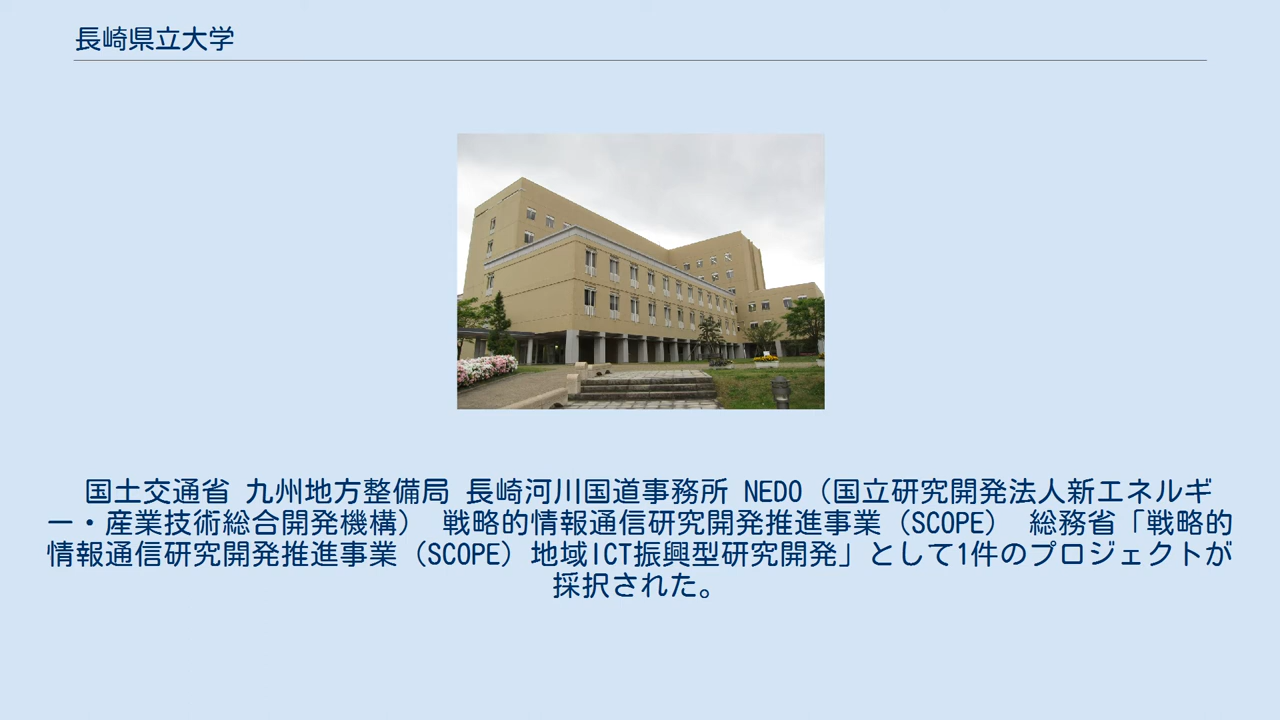 長崎県立大学
国土交通省 九州地方整備局 長崎河川国道事務所 NEDO（国立研究開発法人新エネルギ
ー・産業技術総合開発機構） 戦略的情報通信研究開発推進事業（SCOPE） 総務省「戦略的
情報通信研究開発推進事業（SCOPE）地域ICT振興型研究開発」として1件のプロジェクトが
採択された。